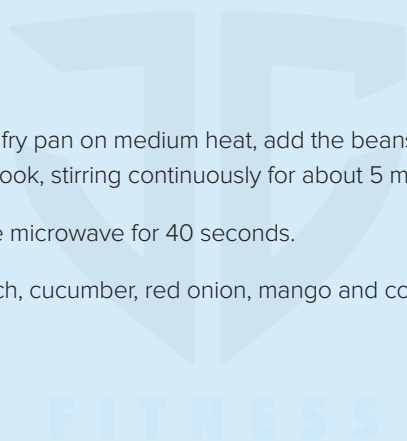 fry pan on medium heat, add the beans
ook, stirring continuously for about 5 m
e microwave for 40 seconds.
ch, cucumber, red onion, mango and co
FITNESS